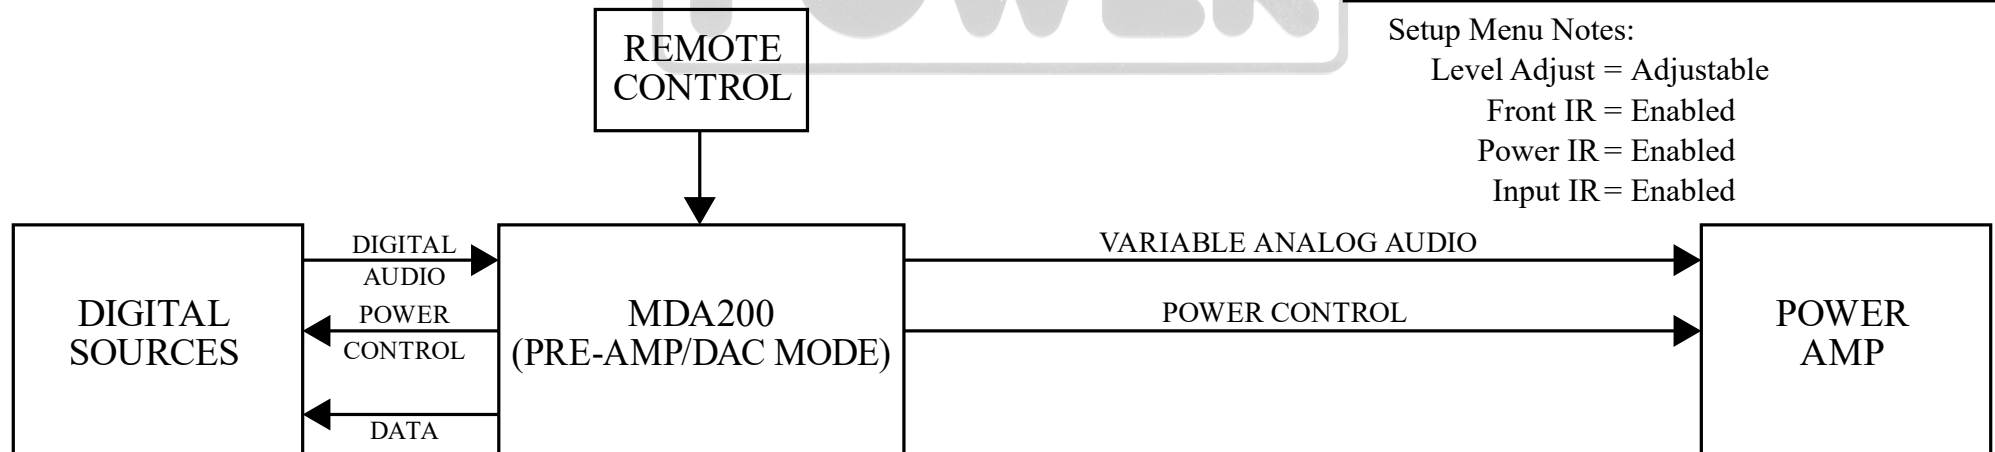 POWER
REMOTE
CONTROL
Setup Menu Notes:
Level Adjust = Adjustable
Front IR = Enabled
Power IR = Enabled
Input IR = Enabled
DIGITAL
SOURCES
DIGITAL
AUDIO
POWER
CONTROL
DATA
MDA200
(PRE-AMP/DAC MODE)
VARIABLE ANALOG AUDIO
POWER CONTROL
POWER
AMP